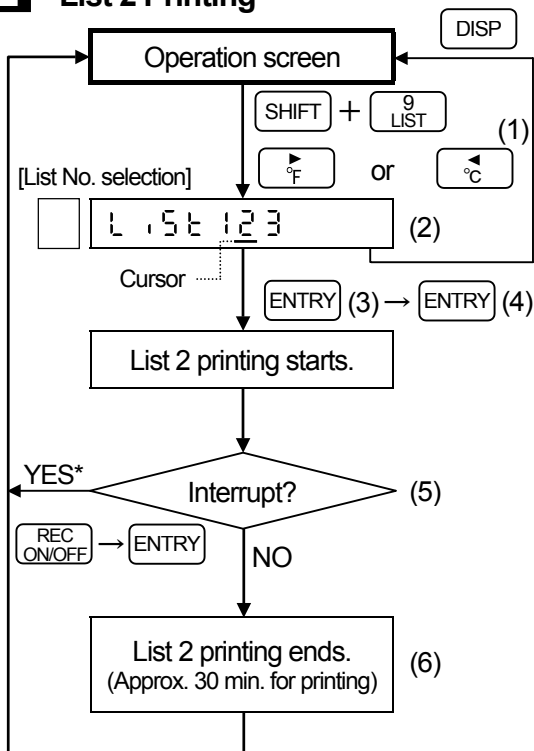 List 2 Printing
DISP
Operation screen
SHIFT + 9 LIST
(1)
► °F or ◄ °C
[List No. selection]
LiSt 123
(2)
Cursor
ENTRY (3) → ENTRY (4)
List 2 printing starts.
YES*
Interrupt?
(5)
REC ON/OFF → ENTRY
NO
List 2 printing ends.
(Approx. 30 min. for printing)
(6)